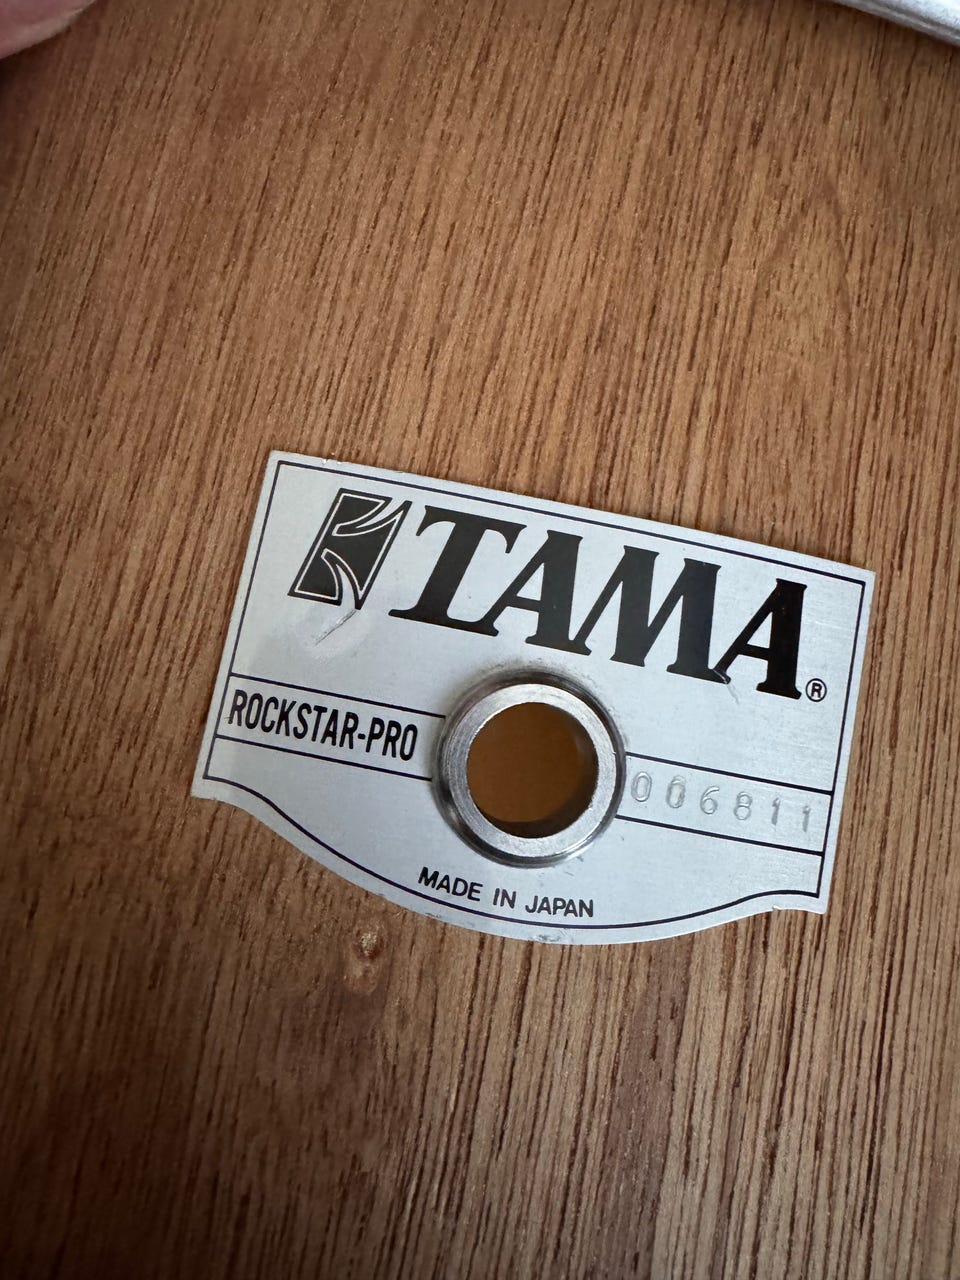 TAMA®
ROCKSTAR-PRO 006811
MADE IN JAPAN